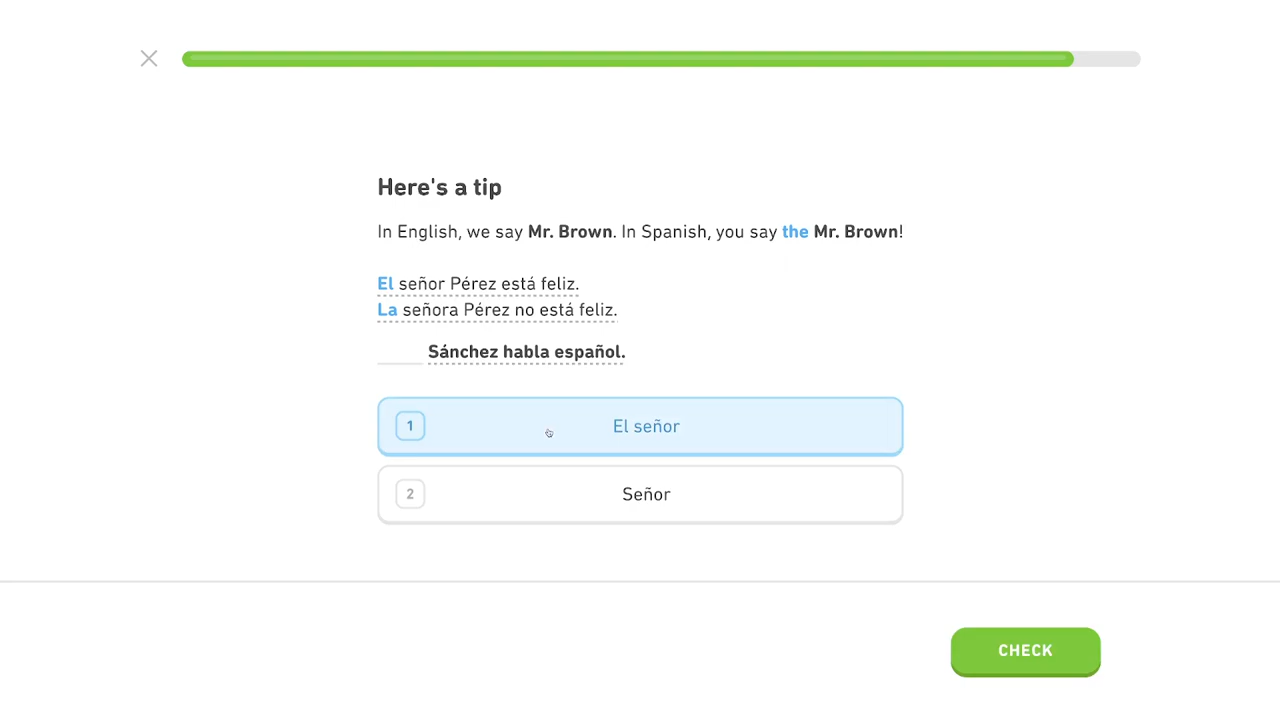 Here's a tip
In English, we say Mr. Brown. In Spanish, you say the Mr. Brown!
El señor Pérez está feliz.
La señora Pérez no está feliz.
____ Sánchez habla español.
1 El señor
2 Señor
CHECK